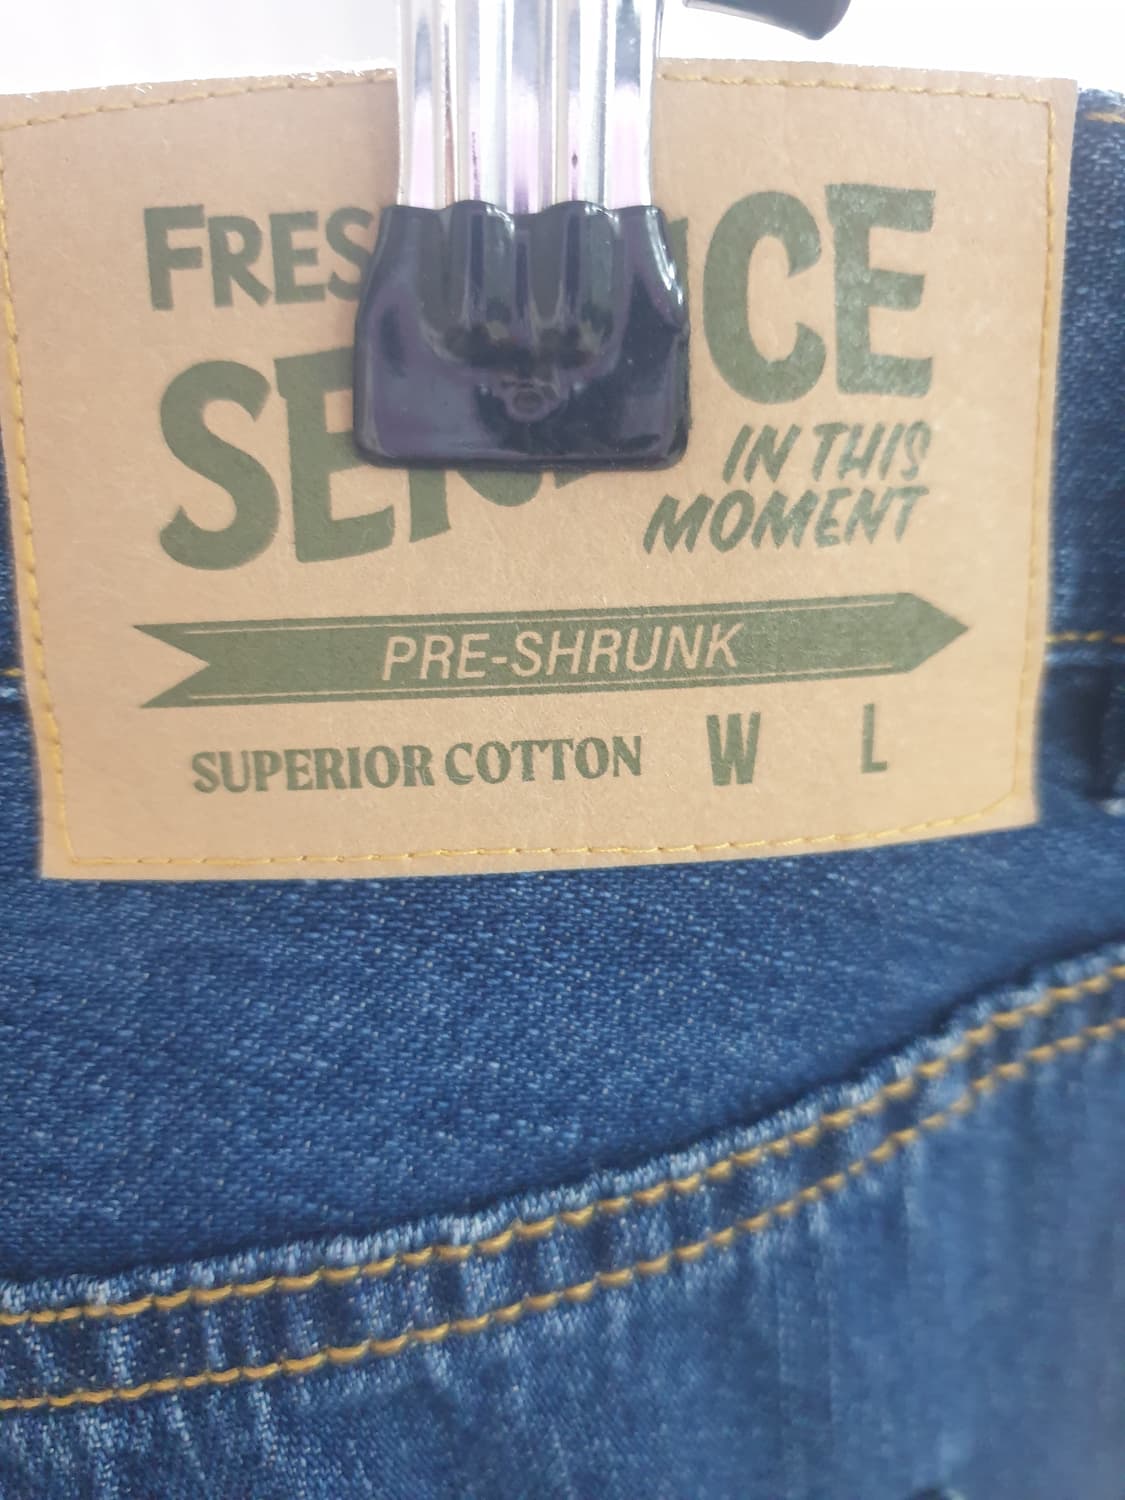 IN THIS
MOMENT
PRE-SHRUNK
SUPERIOR COTTON W L